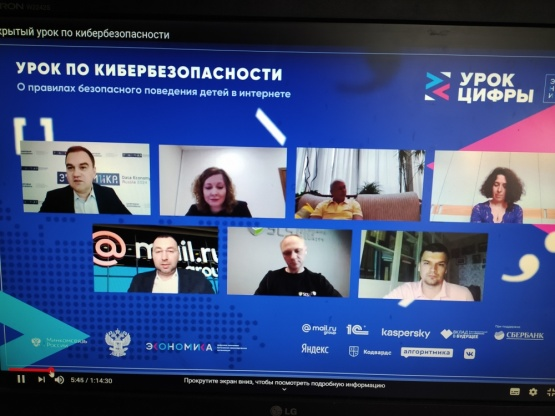 крытый урок по кибербезопасности
УРОК ПО КИБЕРБЕЗОПАСНОСТИ
О правилах безопасного поведения детей в интернете
УРОК
ЦИФРЫ
@mail.ru
group
@mail.ru
1С
kaspersky
СБЕРБАНК
ЭКОНОМИКА
Яндекс
Кодвардс
алгоритмика
5:45 / 1:14:30
Прокрутите экран вниз, чтобы посмотреть подробную информацию
LG